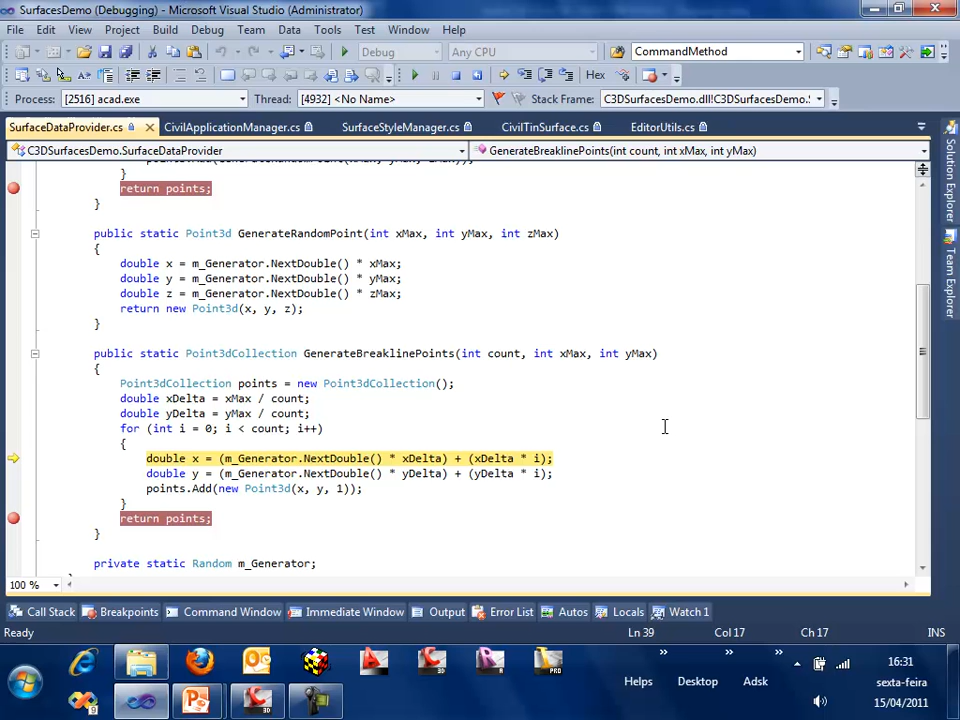 SurfacesDemo (Debugging) - Microsoft Visual Studio (Administrator)
File Edit View Project Build Debug Team Data Tools Test Window Help
Debug Any CPU CommandMethod
Hex
Process: [2516] acad.exe Thread: [4932] <No Name> Stack Frame: C3DSurfacesDemo.dll!C3DSurfacesDemo.
SurfaceDataProvider.cs CivilApplicationManager.cs SurfaceStyleManager.cs CivilTinSurface.cs EditorUtils.cs
C3DSurfacesDemo.SurfaceDataProvider GenerateBreaklinePoints(int count, int xMax, int yMax)
}
return points;
}
public static Point3d GenerateRandomPoint(int xMax, int yMax, int zMax)
{
double x = m_Generator.NextDouble() * xMax;
double y = m_Generator.NextDouble() * yMax;
double z = m_Generator.NextDouble() * zMax;
return new Point3d(x, y, z);
}
public static Point3dCollection GenerateBreaklinePoints(int count, int xMax, int yMax)
{
Point3dCollection points = new Point3dCollection();
double xDelta = xMax / count;
double yDelta = yMax / count;
for (int i = 0; i < count; i++)
{
double x = (m_Generator.NextDouble() * xDelta) + (xDelta * i);
double y = (m_Generator.NextDouble() * yDelta) + (yDelta * i);
points.Add(new Point3d(x, y, 1));
}
return points;
}
private static Random m_Generator;
Solution Explorer
Team Explorer
100 %
Call Stack Breakpoints Command Window Immediate Window Output Error List Autos Locals Watch 1
Ready Ln 39 Col 17 Ch 17 INS
16:31
Helps Desktop Adsk sexta-feira
15/04/2011